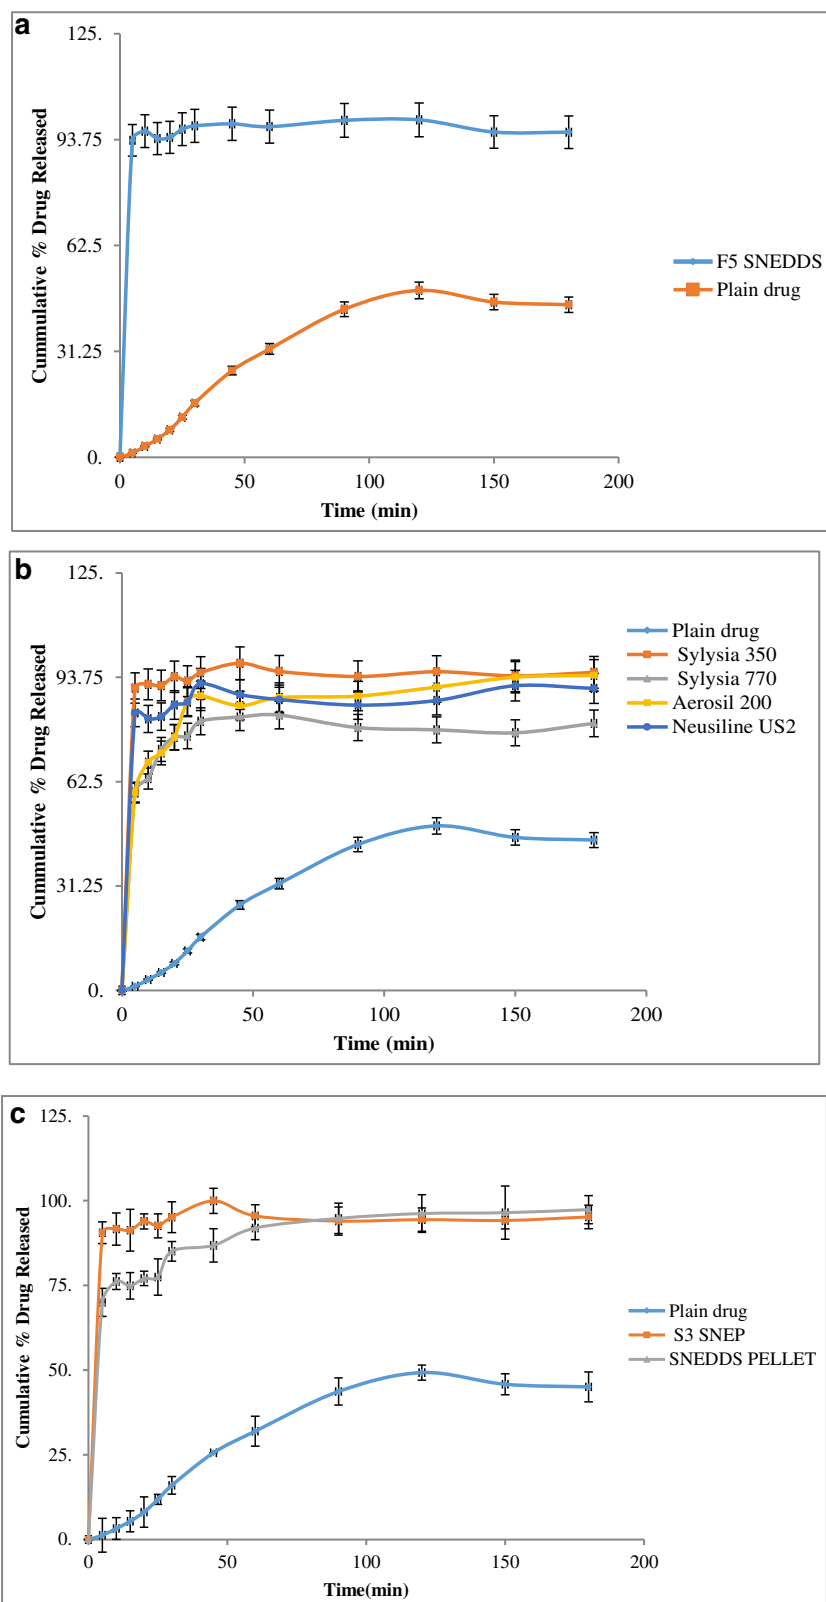 a
125.
93.75
62.5
31.25
0.
0 50 100 150 200
Cummulative % Drug Released
Time (min)
F5 SNEDDS
Plain drug
b
125.
93.75
62.5
31.25
0.
0 50 100 150 200
Cummulative % Drug Released
Time (min)
Plain drug
Sylysia 350
Sylysia 770
Aerosil 200
Neusiline US2
c
125.
100.
75.
50.
25.
0.
0 50 100 150 200
Cumulative % Drug Released
Time(min)
Plain drug
S3 SNEP
SNEDDS PELLET